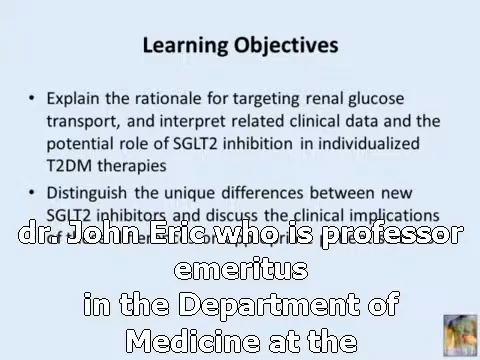 Learning Objectives
• Explain the rationale for targeting renal glucose
transport, and interpret related clinical data and the
potential role of SGLT2 inhibition in individualized
T2DM therapies
• Distinguish the unique differences between new
SGLT2 inhibitors and discuss the clinical implications
dr. John Eric who is professor
emeritus
in the Department of
Medicine at the